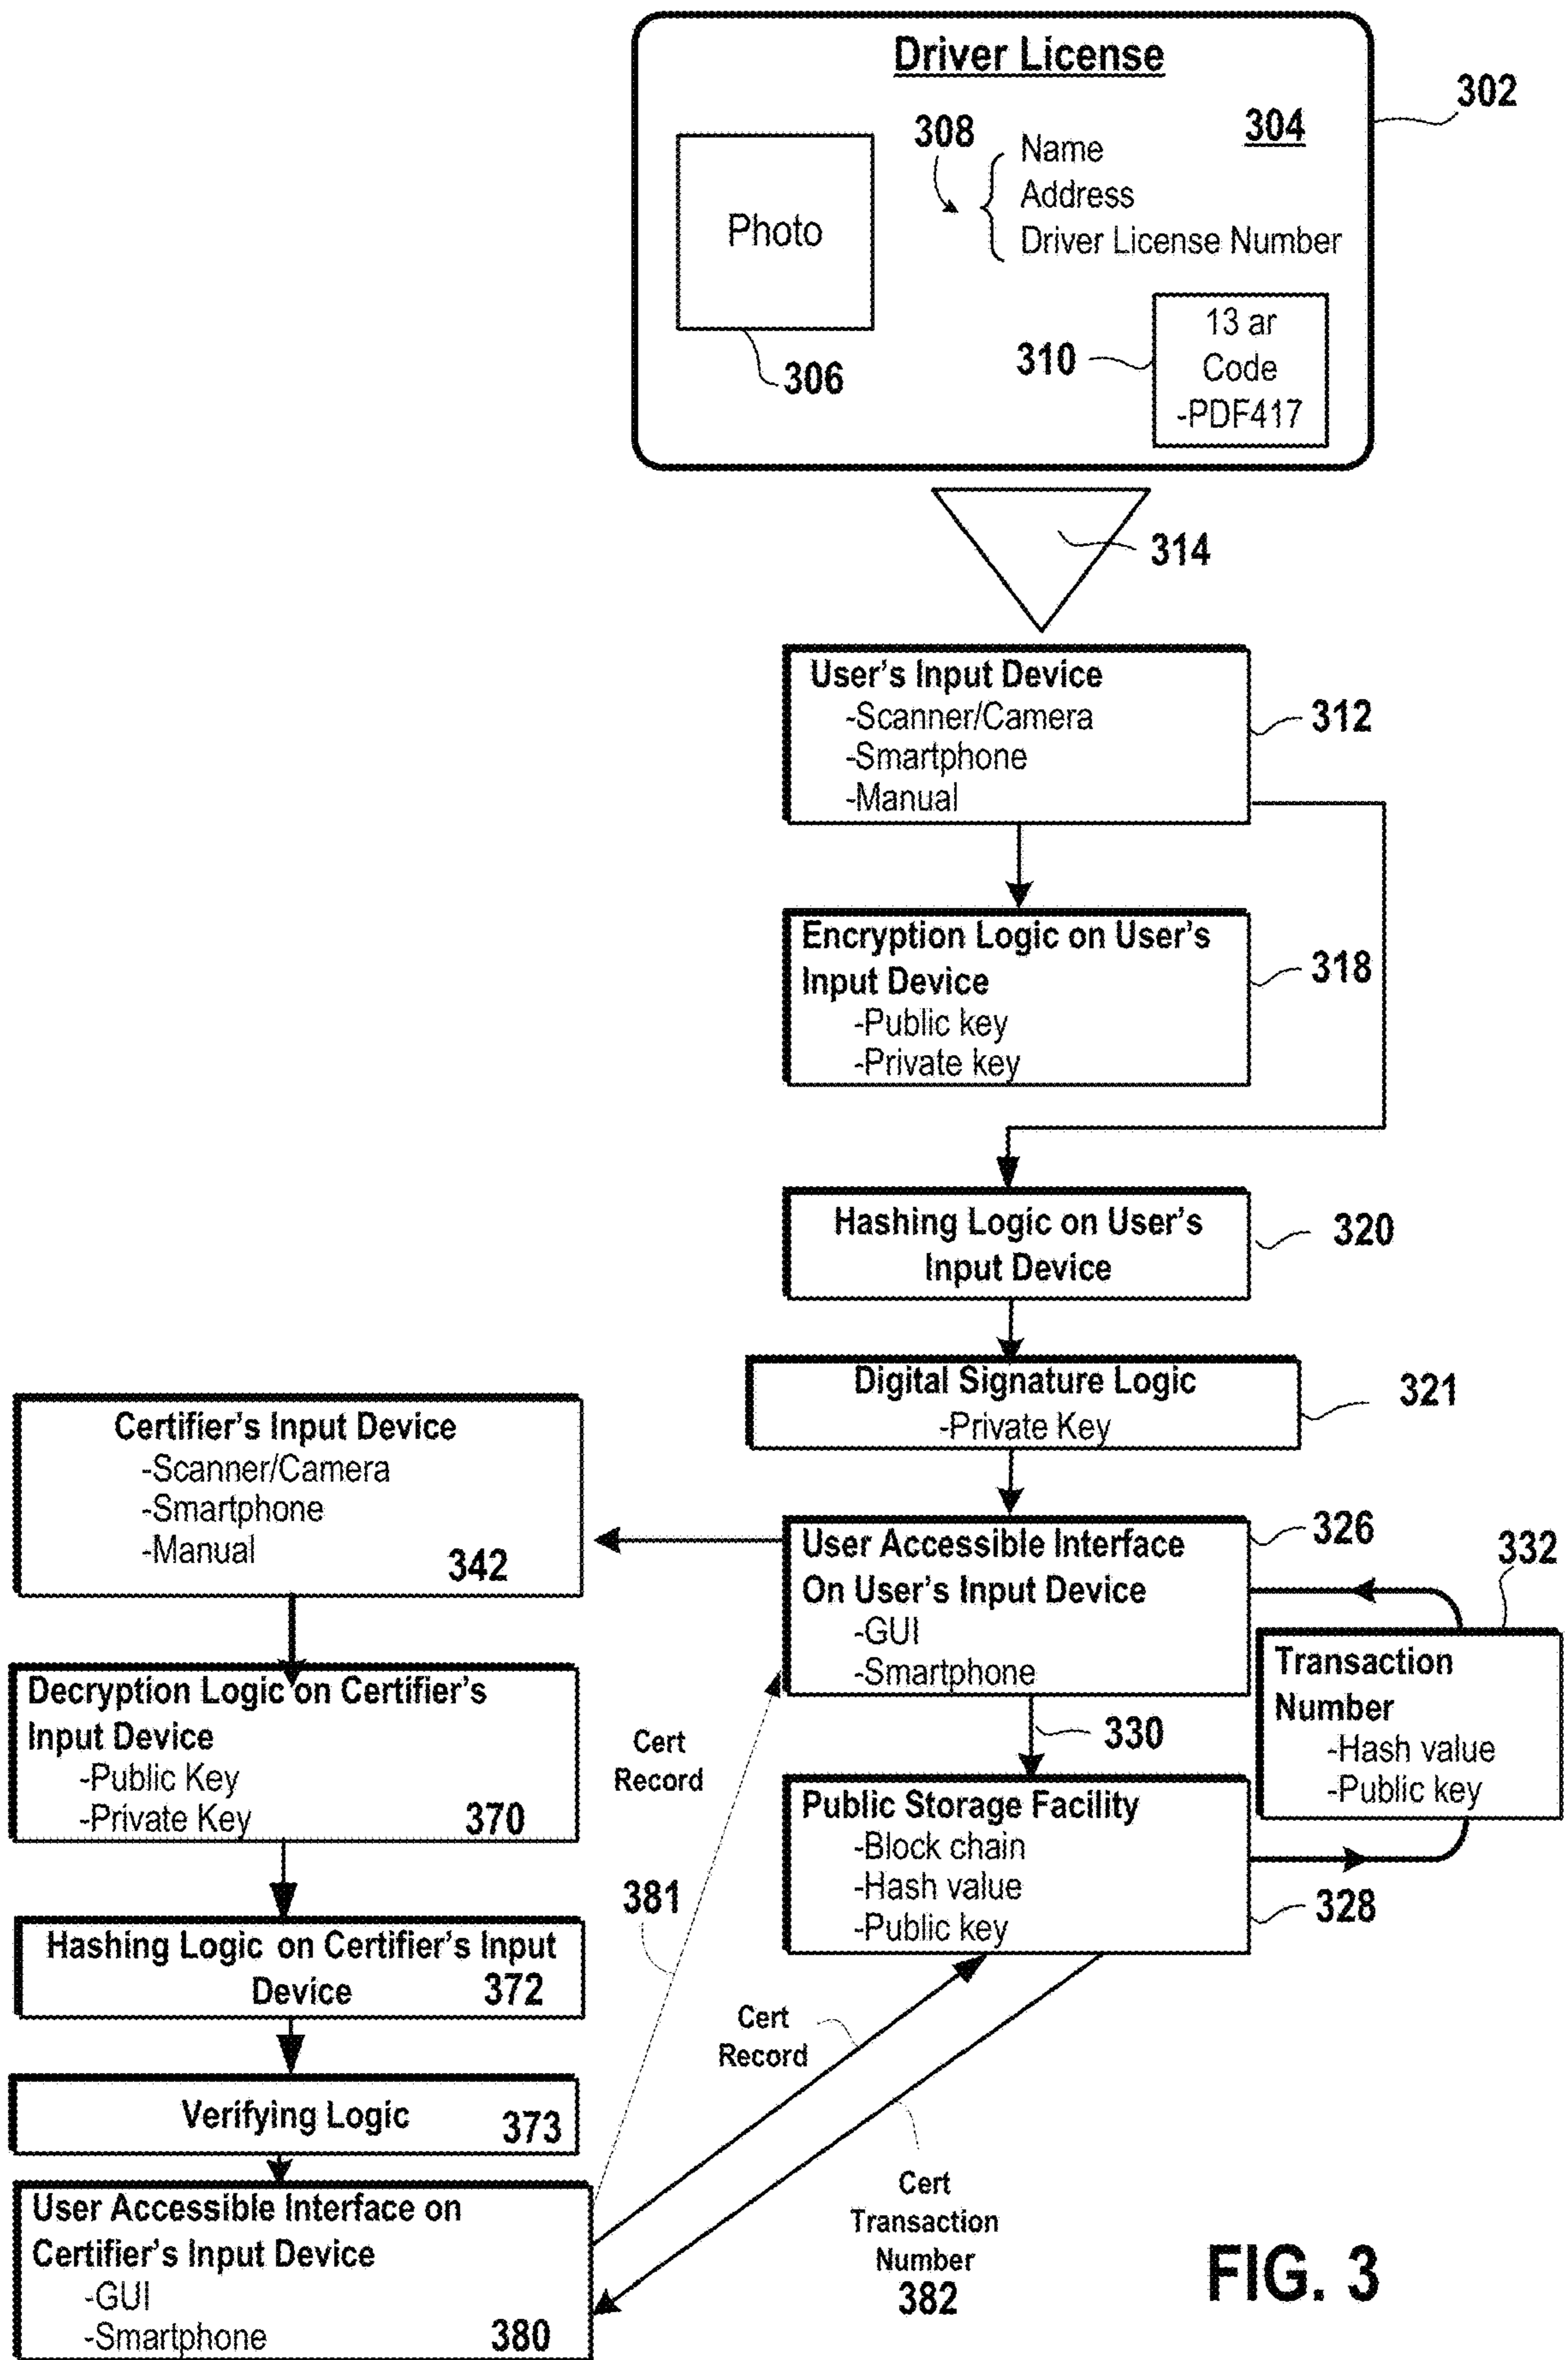 Driver License
302
304
308
Name
Address
Driver License Number
Photo
306
310
13 ar
Code
-PDF417
314
User's Input Device
-Scanner/Camera
-Smartphone
-Manual
312
Encryption Logic on User's
Input Device
-Public key
-Private key
318
Hashing Logic on User's
Input Device
320
Digital Signature Logic
-Private Key
321
Certifier's Input Device
-Scanner/Camera
-Smartphone
-Manual
342
User Accessible Interface
On User's Input Device
-GUI
-Smartphone
326
332
Transaction
Number
-Hash value
-Public key
330
Decryption Logic on Certifier's
Input Device
-Public Key
-Private Key
370
Cert
Record
381
Public Storage Facility
-Block chain
-Hash value
-Public key
328
Hashing Logic on Certifier's Input
Device
372
Cert
Record
Verifying Logic
373
User Accessible Interface on
Certifier's Input Device
-GUI
-Smartphone
380
Cert
Transaction
Number
382
FIG. 3